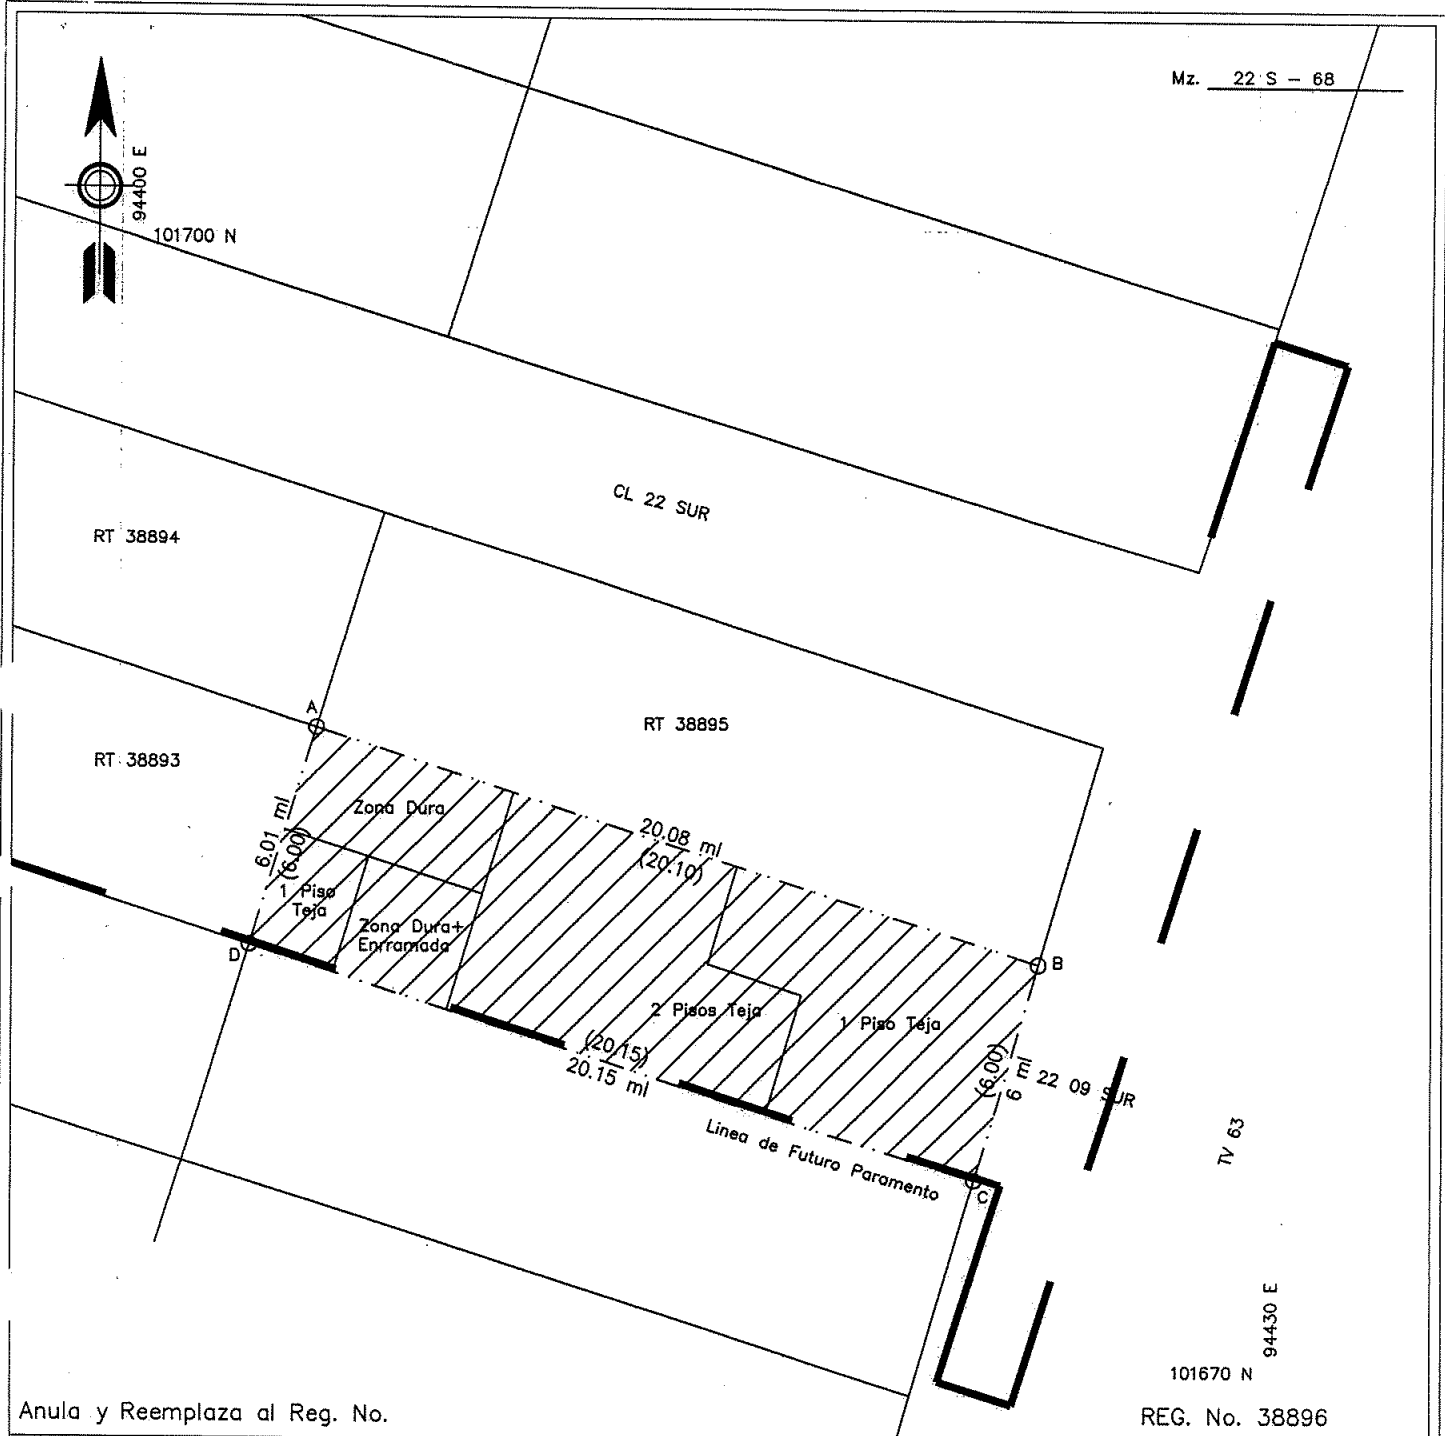 Mz. 22 S - 68
94400 E
101700 N
CL 22 SUR
RT 38894
A
RT 38895
RT 38893
Zona Dura
20.08 ml
(20.10)
6.01 ml
(6.00)
1 Piso
Teja
Zona Dura+
Enrramada
D
B
2 Pisos Teja
1 Piso Teja
(20.15)
20.15 ml
(6.00)
6 ml
22 09 SUR
TV 63
Linea de Futuro Paramento
C
94430 E
101670 N
Anula y Reemplaza al Reg. No.
REG. No. 38896